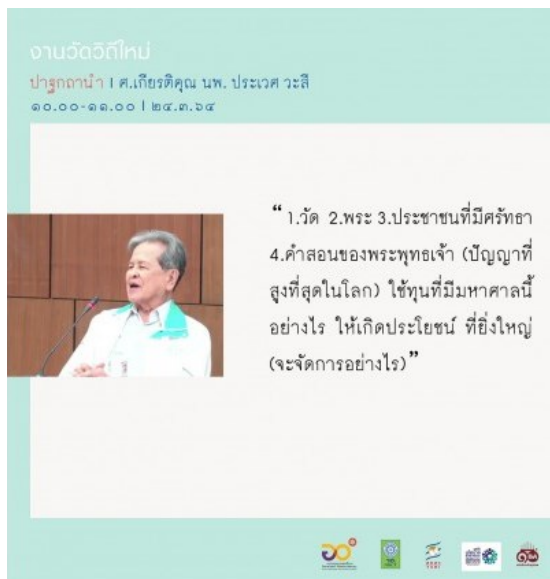 งานวัดวิถีใหม่
ปาฐกถานำ | ศ.เกียรติคุณ นพ. ประเวศ วะสี
๑๐.๐๐-๑๑.๐๐ | ๒๔.๓.๖๔
“ 1.วัด 2.พระ 3.ประชาชนที่มีศรัทธา
4.คำสอนของพระพุทธเจ้า (ปัญญาที่
สูงที่สุดในโลก) ใช้ทุนที่มีมหาศาลนี้
อย่างไร ให้เกิดประโยชน์ ที่ยิ่งใหญ่
(จะจัดการอย่างไร)”